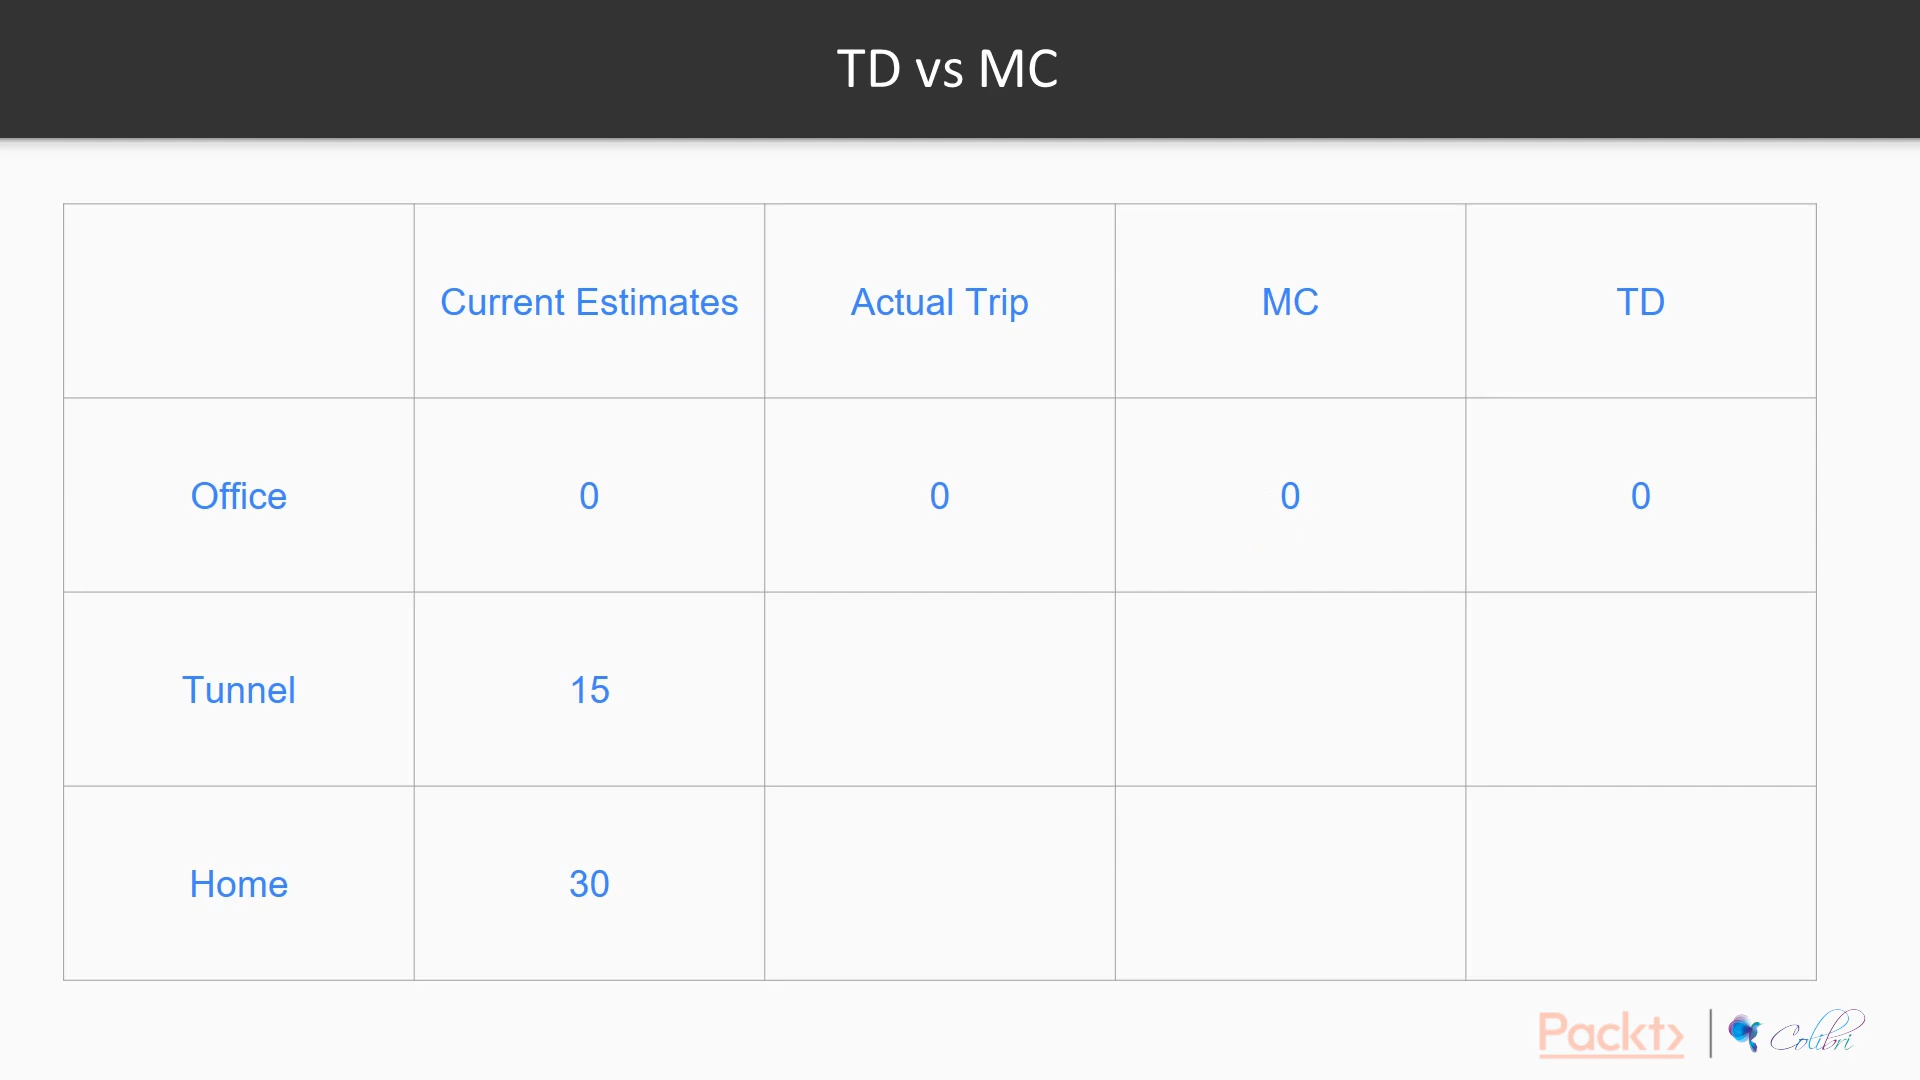 TD vs MC
Current Estimates Actual Trip MC TD
Office 0 0 0 0
Tunnel 15
Home 30
Packt Colibri